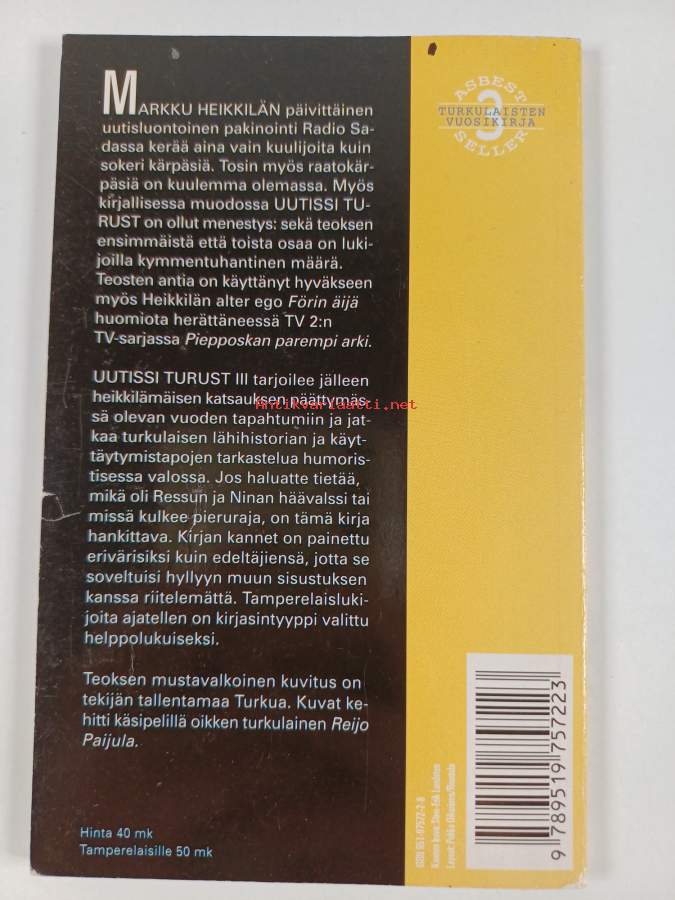 MARKKU HEIKKILÄN päivittäinen
uutisluontoinen pakinointi Radio Sa-
dassa kerää aina vain kuulijoita kuin
sokeri kärpäsiä. Tosin myös raatokär-
päsiä on kuulemma olemassa. Myös
kirjallisessa muodossa UUTISSI TU-
RUST on ollut menestys: sekä teoksen
ensimmäistä että toista osaa on luki-
joilla kymmentuhantinen määrä.
Teosten antia on käyttänyt hyväkseen
myös Heikkilän alter ego Förin äijä
huomiota herättäneessä TV 2:n
TV-sarjassa Piepposkan parempi arki.
UUTISSI TURUST III tarjoilee jälleen
heikkilämäisen katsauksen päättymäs-
sä olevan vuoden tapahtumiin ja jat-
kaa turkulaisen lähihistorian ja käyt-
täytymistapojen tarkastelua humoris-
tisessa valossa. Jos haluatte tietää,
mikä oli Ressun ja Ninan häävalssi tai
missä kulkee pieruraja, on tämä kirja
hankittava. Kirjan kannet on painettu
erivärisiksi kuin edeltäjiensä, jotta se
soveltuisi hyllyyn muun sisustuksen
kanssa riitelemättä. Tamperelaisluki-
joita ajatellen on kirjasintyyppi valittu
helppolukuiseksi.
Teoksen mustavalkoinen kuvitus on
tekijän tallentamaa Turkua. Kuvat ke-
hitti käsipelillä oikken turkulainen Reijo
Paijula.
Hinta 40 mk
Tamperelaisille 50 mk
ASBEST
3
TURKULAISTEN
VUOSIKIRJA
SELLER
Antikvariaatti.net
ISBN 951-97572-2-8
9 789519 757223